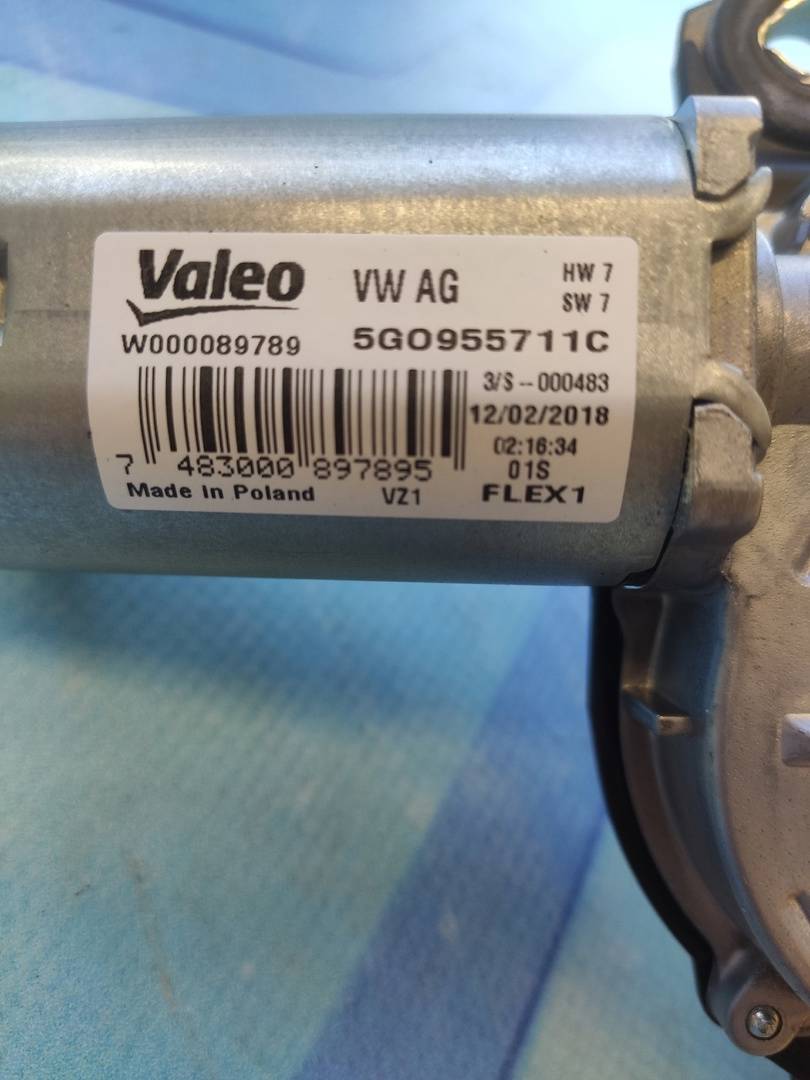 Valeo
VW AG
HW 7
SW 7
W000089789
5G0955711C
3/S -- 000483
12/02/2018
02:16:34
7 483000 897895
01S
Made in Poland
VZ1
FLEX1